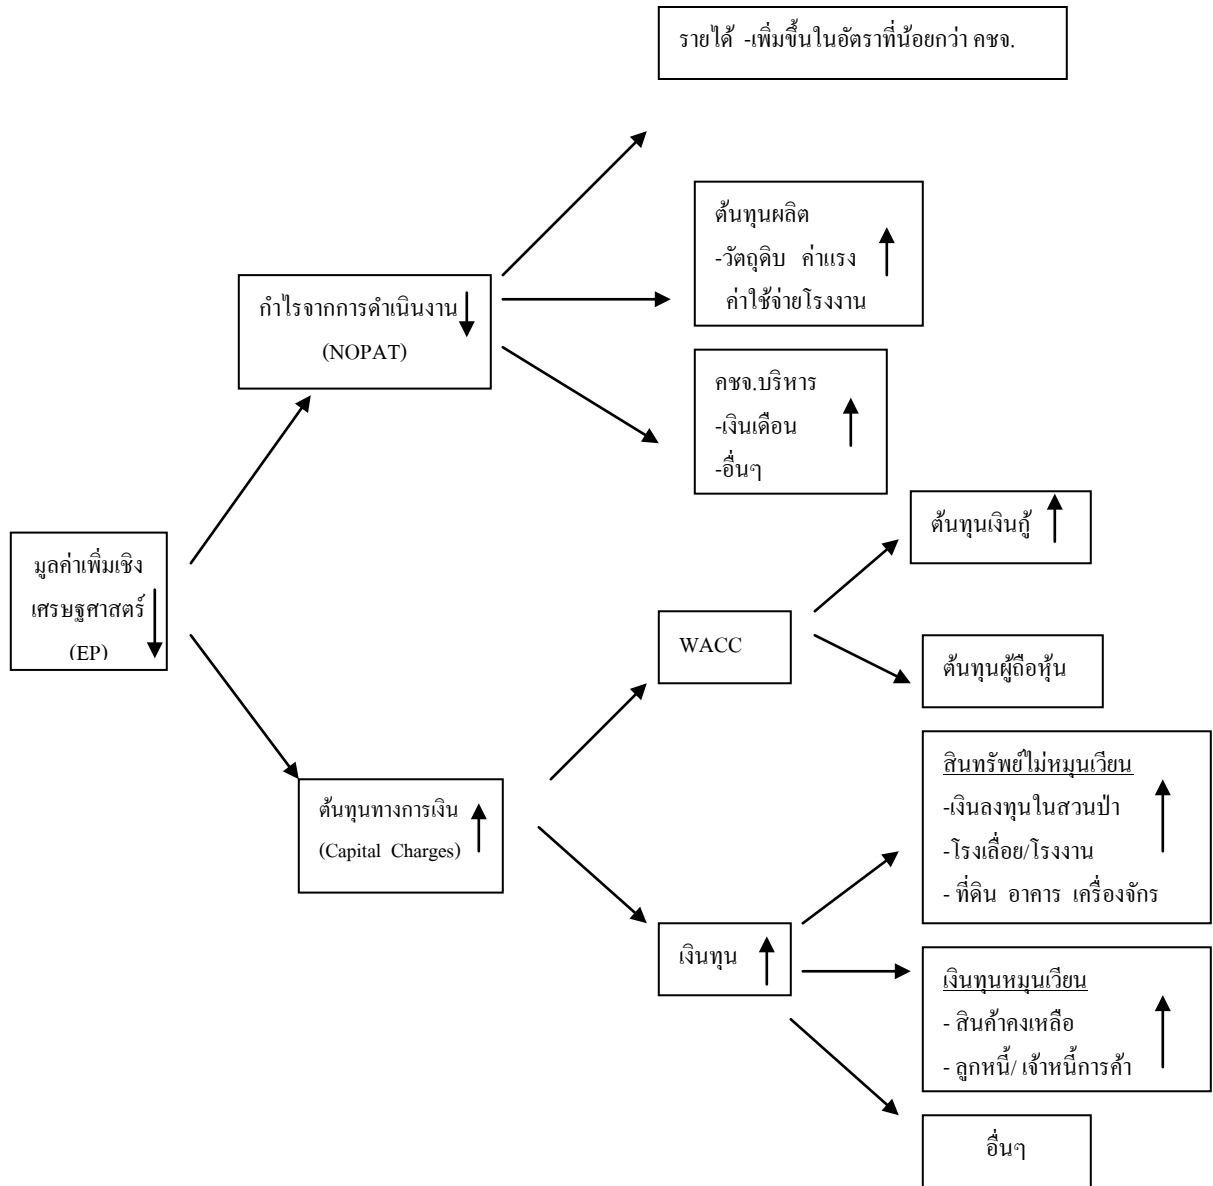 รายได้ -เพิ่มขึ้นในอัตราที่น้อยกว่า คชจ.
ต้นทุนผลิต
-วัตถุดิบ ค่าแรง
ค่าใช้จ่ายโรงงาน
กำไรจากการดำเนินงาน
(NOPAT)
คชจ.บริหาร
-เงินเดือน
-อื่นๆ
ต้นทุนเงินกู้
มูลค่าเพิ่มเชิง
เศรษฐศาสตร์
(EP)
WACC
ต้นทุนผู้ถือหุ้น
ต้นทุนทางการเงิน
(Capital Charges)
สินทรัพย์ไม่หมุนเวียน
-เงินลงทุนในสวนป่า
-โรงเลื่อย/โรงงาน
- ที่ดิน อาคาร เครื่องจักร
เงินทุน
เงินทุนหมุนเวียน
- สินค้าคงเหลือ
- ลูกหนี้/ เจ้าหนี้การค้า
อื่นๆ